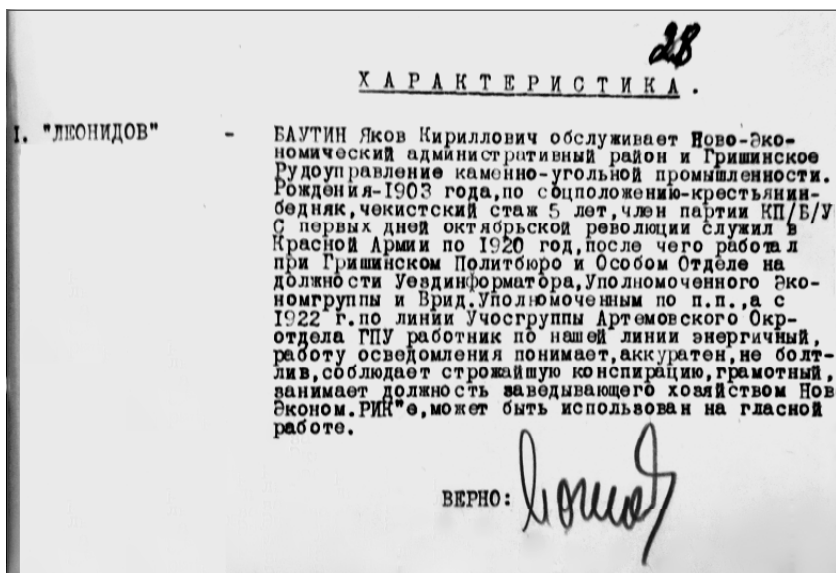 28
ХАРАКТЕРИСТИКА.
I. "ЛЕОНИДОВ" - БАУТИН Яков Кириллович обслуживает Ново-Эко-
номический административный район и Гришинское
Рудоуправление каменно-угольной промышленности.
Рождения-1903 года,по соцположению-крестьянин-
бедняк,чекистский стаж 5 лет,член партии КП/Б/У
С первых дней октябрьской революции служил в
Красной Армии по 1920 год,после чего работал
при Гришинском Политбюро и Особом Отделе на
должности Уездинформатора,Уполномоченного Эко-
номгруппы и Врид.Уполномоченным по п.п.,а с
1922 г.по линии Учосгруппы Артемовского Окр-
отдела ГПУ работник по нашей линии энергичный,
работу осведомления понимает,аккуратен,не болт-
лив,соблюдает строжайшую конспирацию,грамотный,
занимает должность заведывающего хозяйством Нов
Эконом.РИК"е,может быть использован на гласной
работе.
ВЕРНО: